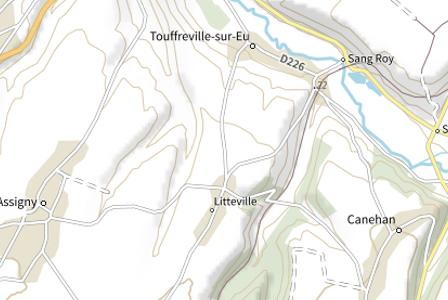 Touffreville-sur-Eu
D226
Sang Roy
22
S
Assigny
Litteville
Canehan